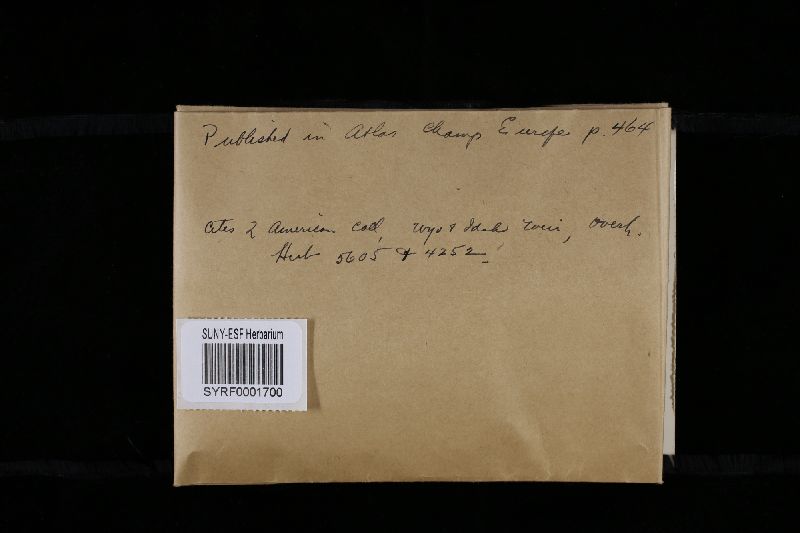 Published in Atlas Champ Europe p. 464
Cites 2 American Coll, Wyo & Idaho Weir, Overh.
Herb 5605 & 4252
SUNY-ESF Herbarium
SYRF0001700